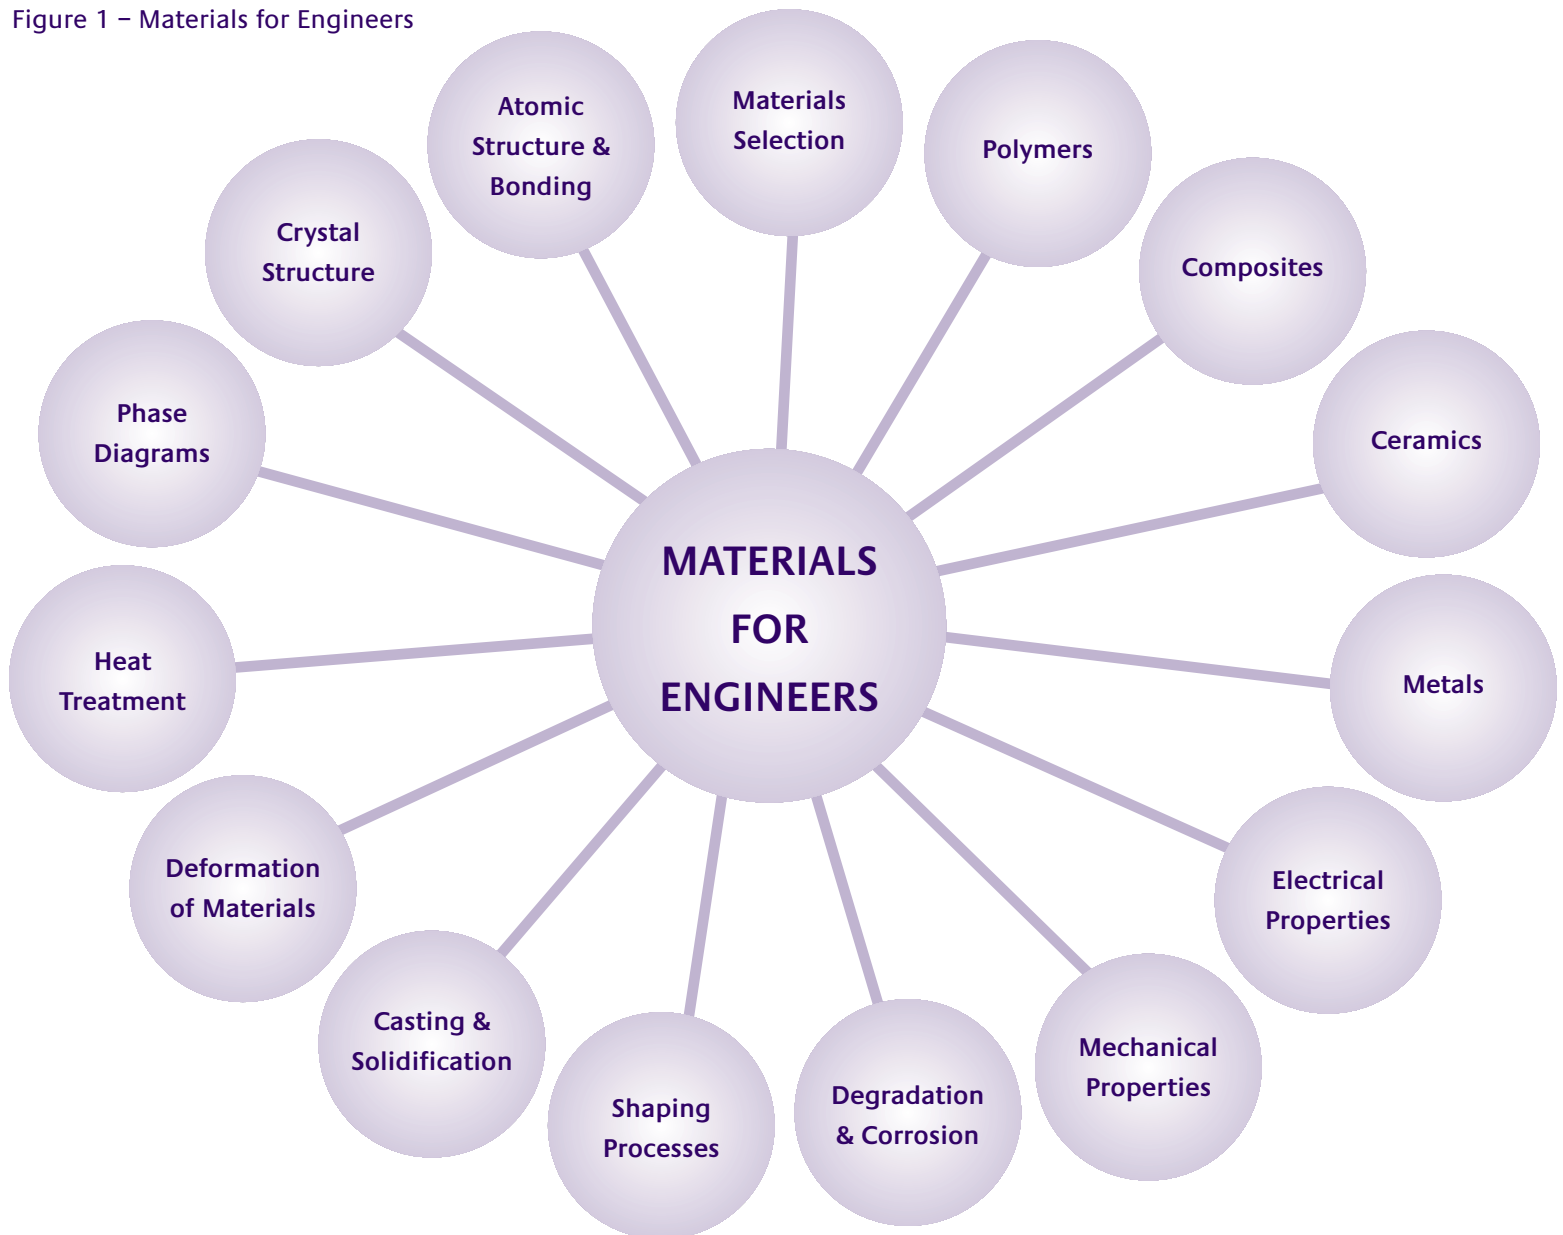 Figure 1 – Materials for Engineers
Atomic
Structure &
Bonding
Materials
Selection
Polymers
Crystal
Structure
Composites
Phase
Diagrams
Ceramics
MATERIALS
FOR
ENGINEERS
Heat
Treatment
Metals
Deformation
of Materials
Electrical
Properties
Casting &
Solidification
Mechanical
Properties
Shaping
Processes
Degradation
& Corrosion